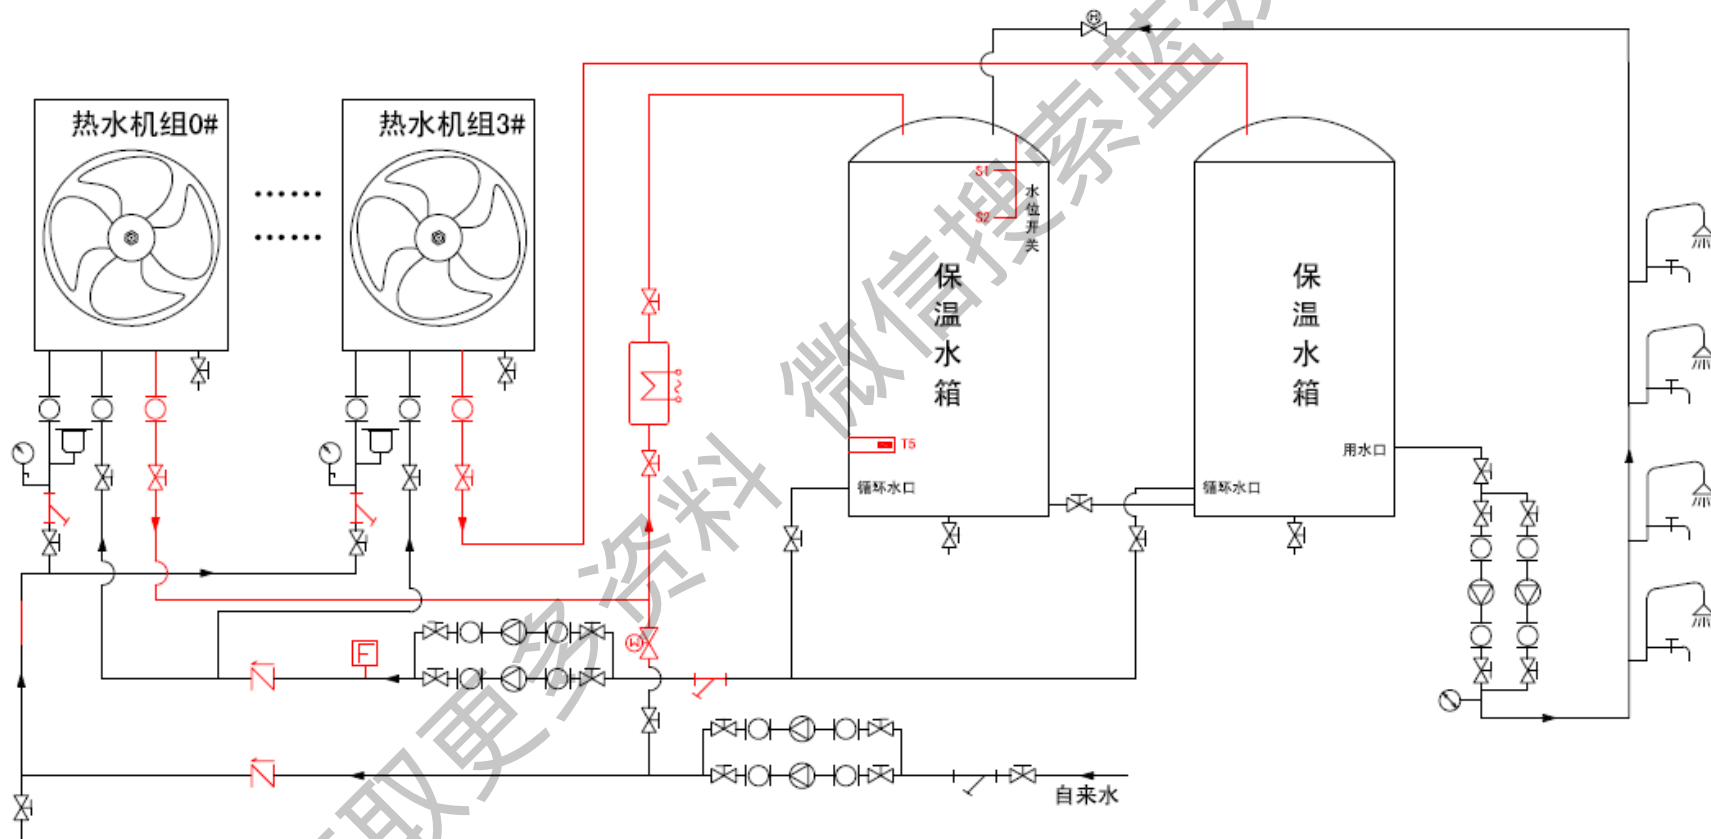 热水机组0#
热水机组3#
S1
S2
水位开关
保温水箱
保温水箱
T5
用水口
循环水口
循环水口
F
自来水
取更多资料 微信搜索蓝